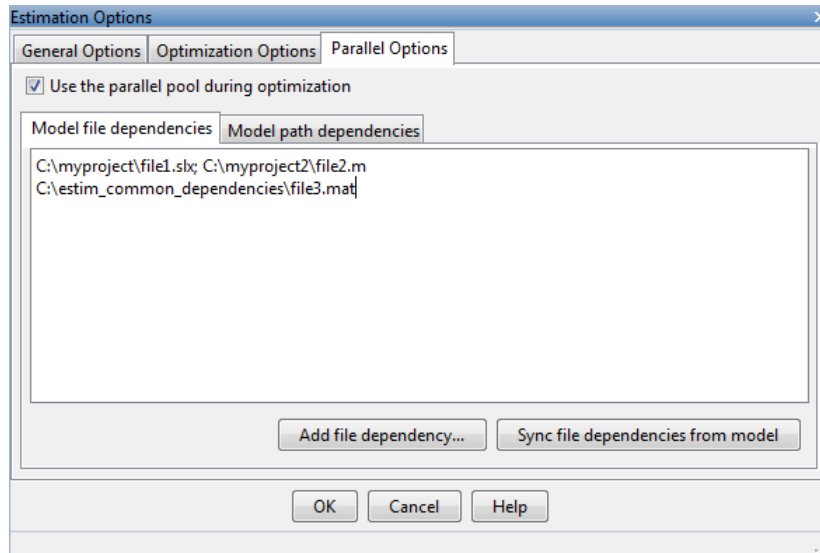 Estimation Options
General Options Optimization Options Parallel Options
Use the parallel pool during optimization
Model file dependencies Model path dependencies
C:\myproject\file1.slx; C:\myproject2\file2.m
C:\estim_common_dependencies\file3.mat
Add file dependency... Sync file dependencies from model
OK Cancel Help